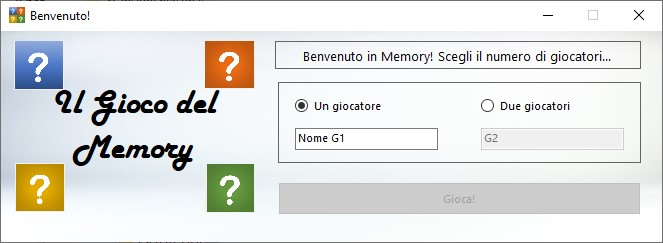 Benvenuto!
Il Gioco del
Memory
?
?
?
?
Benvenuto in Memory! Scegli il numero di giocatori...
Un giocatore
Due giocatori
Nome G1
G2
Gioca!